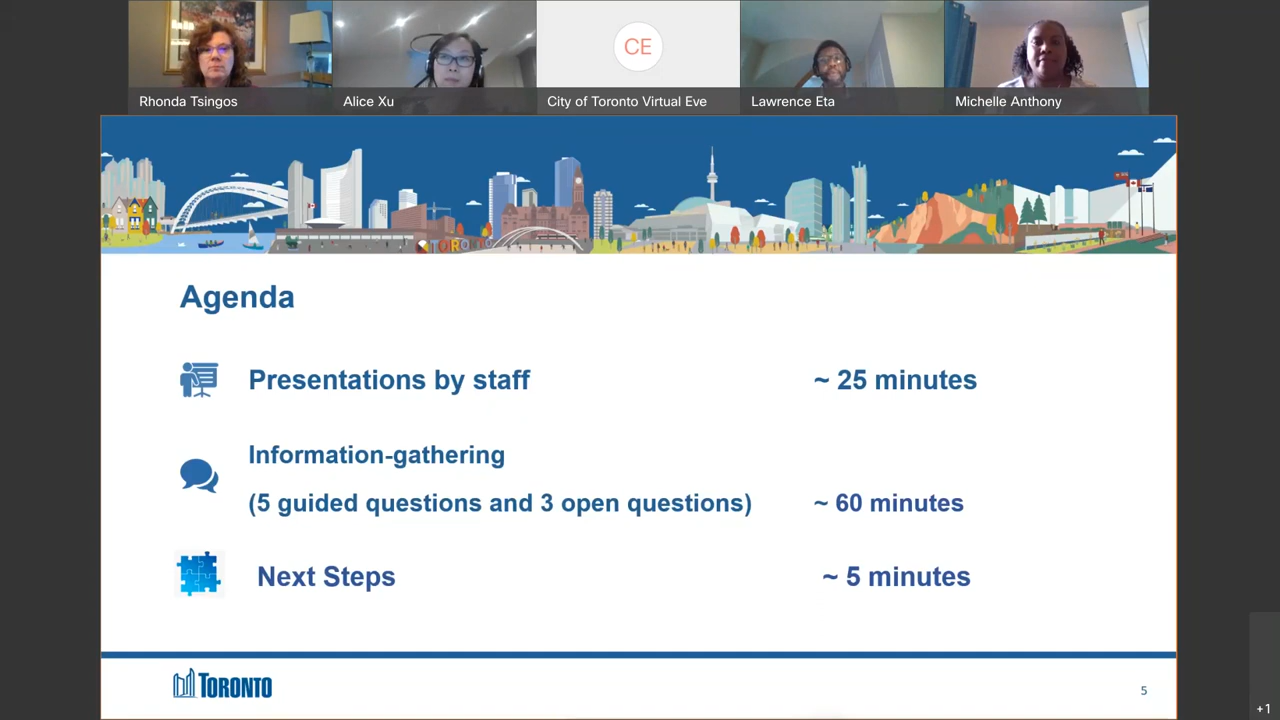 CE
Rhonda Tsingos
Alice Xu
City of Toronto Virtual Eve
Lawrence Eta
Michelle Anthony
TORONTO
Agenda
Presentations by staff ~ 25 minutes
Information-gathering
(5 guided questions and 3 open questions) ~ 60 minutes
Next Steps ~ 5 minutes
TORONTO
5
+1